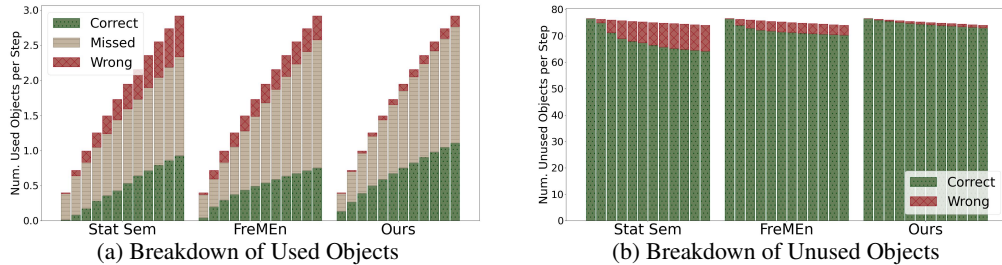 Num. Used Objects per Step
3.0
2.5
2.0
1.5
1.0
0.5
0.0
Correct
Missed
Wrong
Stat Sem
FreMEn
Ours
(a) Breakdown of Used Objects
Num. Unused Objects per Step
80
70
60
50
40
30
20
10
0
Correct
Wrong
Stat Sem
FreMEn
Ours
(b) Breakdown of Unused Objects